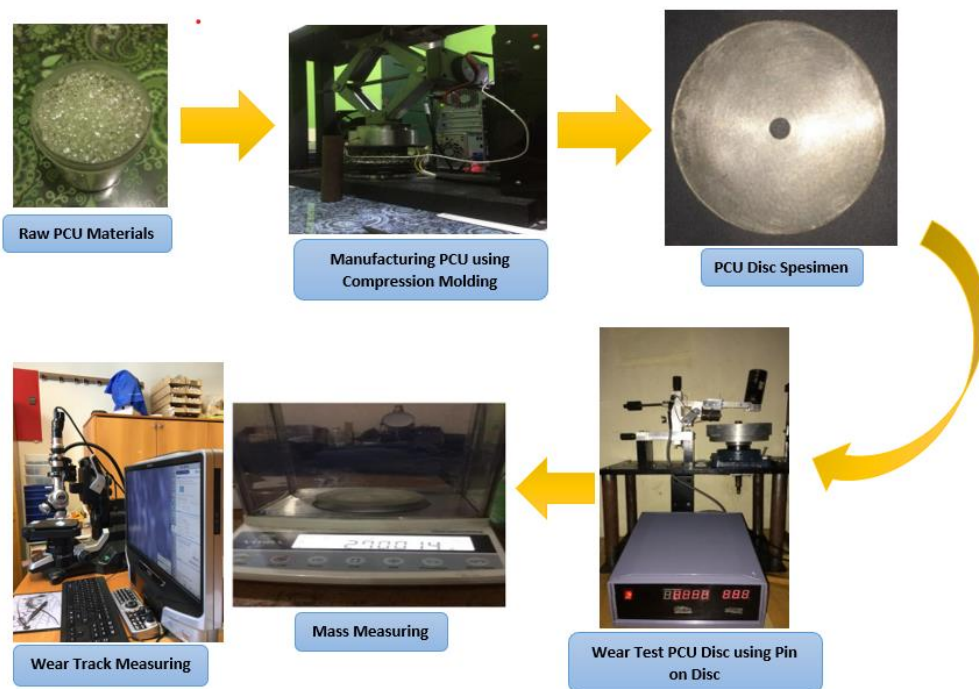 Raw PCU Materials
Manufacturing PCU using
Compression Molding
PCU Disc Spesimen
Wear Test PCU Disc using Pin
on Disc
Mass Measuring
Wear Track Measuring